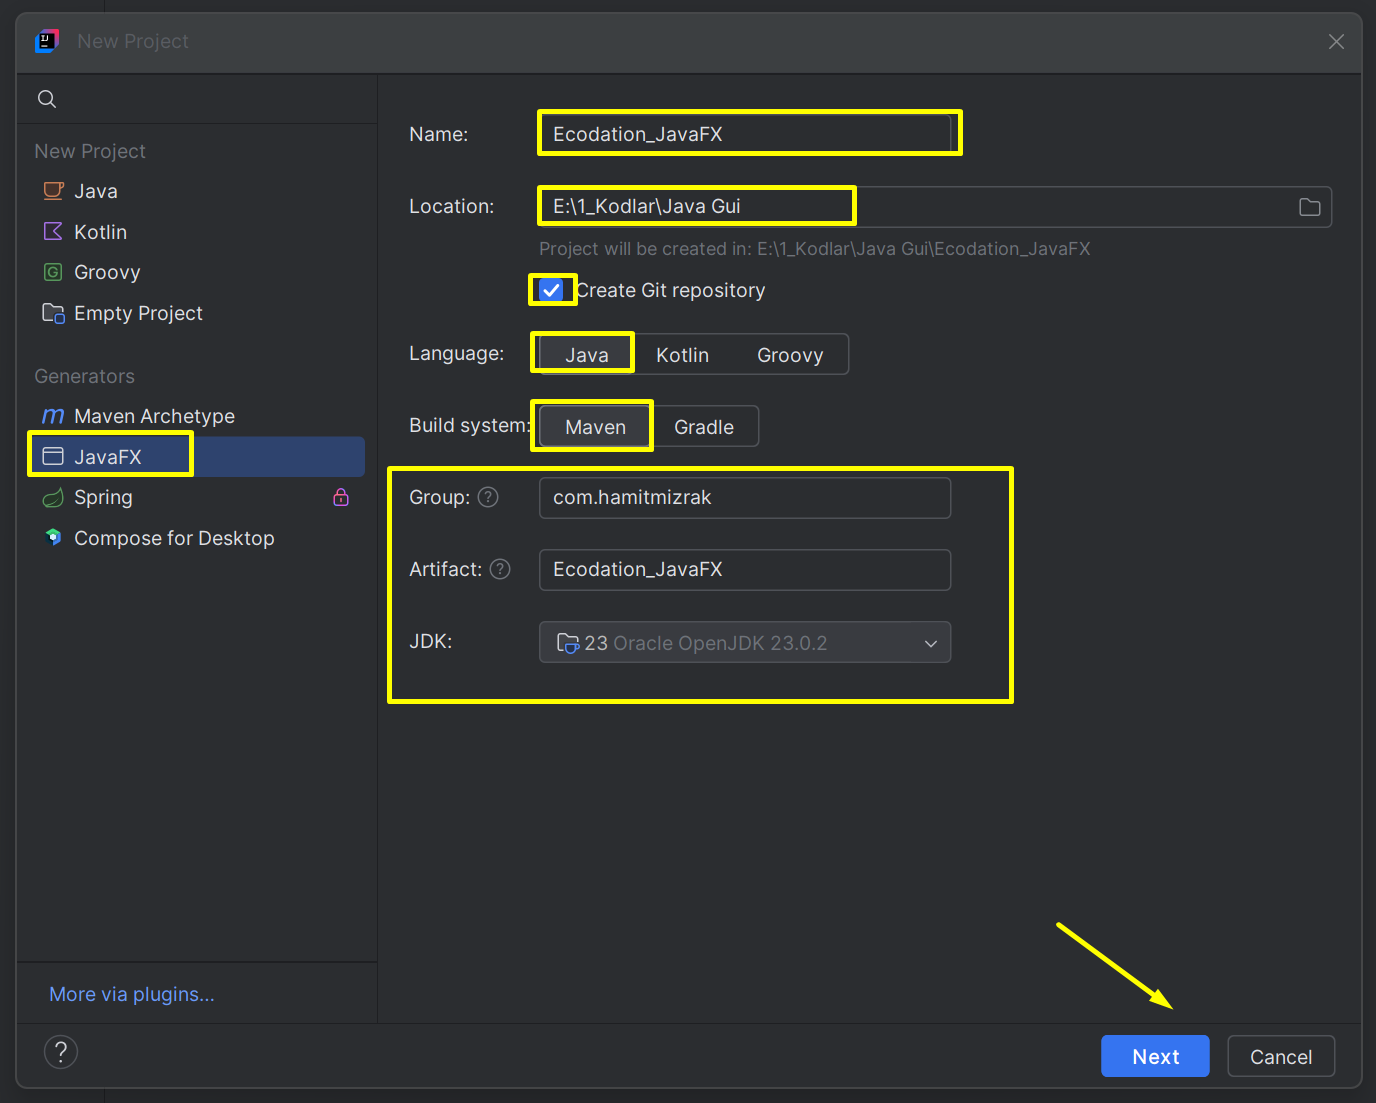 New Project
New Project
Java
Kotlin
Groovy
Empty Project
Generators
Maven Archetype
JavaFX
Spring
Compose for Desktop
More via plugins...
Name: Ecodation_JavaFX
Location: E:\1_Kodlar\Java Gui
Project will be created in: E:\1_Kodlar\Java Gui\Ecodation_JavaFX
Create Git repository
Language: Java Kotlin Groovy
Build system: Maven Gradle
Group: ? com.hamitmizrak
Artifact: ? Ecodation_JavaFX
JDK: 23 Oracle OpenJDK 23.0.2
? Next Cancel